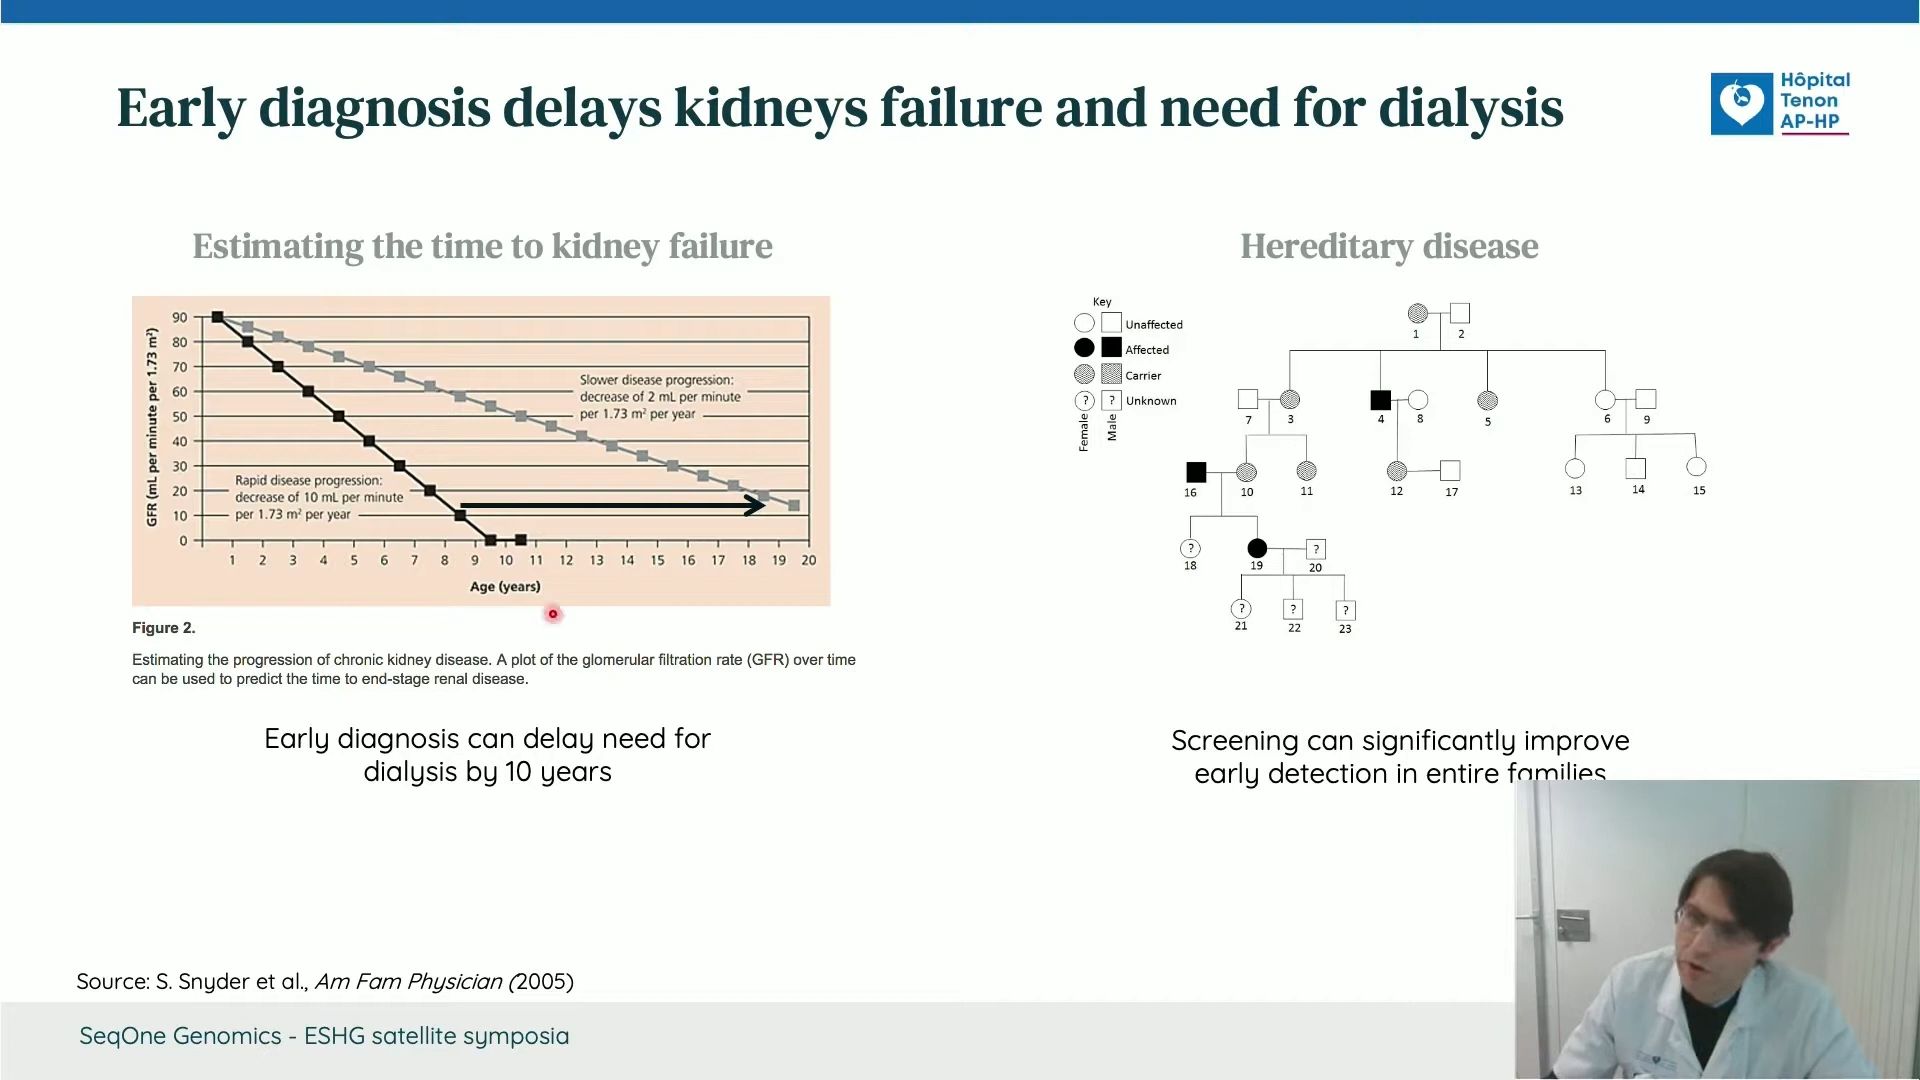 Early diagnosis delays kidneys failure and need for dialysis
Hôpital
Tenon
AP-HP
Estimating the time to kidney failure
GFR (mL per minute per 1.73 m²)
90
80
70
60
50
40
30
20
10
0
Slower disease progression:
decrease of 2 mL per minute
per 1.73 m² per year
Rapid disease progression:
decrease of 10 mL per minute
per 1.73 m² per year
1 2 3 4 5 6 7 8 9 10 11 12 13 14 15 16 17 18 19 20
Age (years)
Figure 2.
Estimating the progression of chronic kidney disease. A plot of the glomerular filtration rate (GFR) over time
can be used to predict the time to end-stage renal disease.
Early diagnosis can delay need for
dialysis by 10 years
Hereditary disease
Key
Unaffected
Affected
Carrier
? ? Unknown
Female
Male
1 2
7 3 4 8 5 6 9
16 10 11 12 17 13 14 15
? ?
18 19 20
? ? ?
21 22 23
Screening can significantly improve
early detection in entire families
Source: S. Snyder et al., Am Fam Physician (2005)
SeqOne Genomics - ESHG satellite symposia